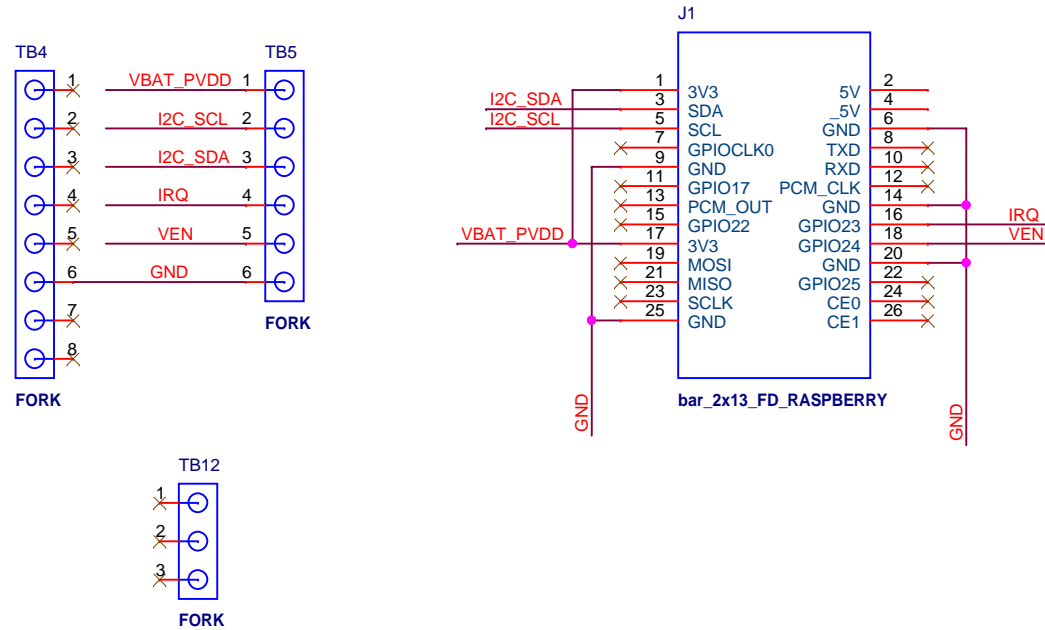 TB4
1
2
3
4
5
6
7
8
FORK
TB5
VBAT_PVDD 1
I2C_SCL 2
I2C_SDA 3
IRQ 4
VEN 5
GND 6
FORK
J1
1 3V3 5V 2
I2C_SDA 3 SDA _5V 4
I2C_SCL 5 SCL GND 6
7 GPIOCLK0 TXD 8
9 GND RXD 10
11 GPIO17 PCM_CLK 12
13 PCM_OUT GND 14
15 GPIO22 GPIO23 16 IRQ
VBAT_PVDD 17 3V3 GPIO24 18 VEN
19 MOSI GND 20
21 MISO GPIO25 22
23 SCLK CE0 24
25 GND CE1 26
bar_2x13_FD_RASPBERRY
GND
GND
TB12
1
2
3
FORK